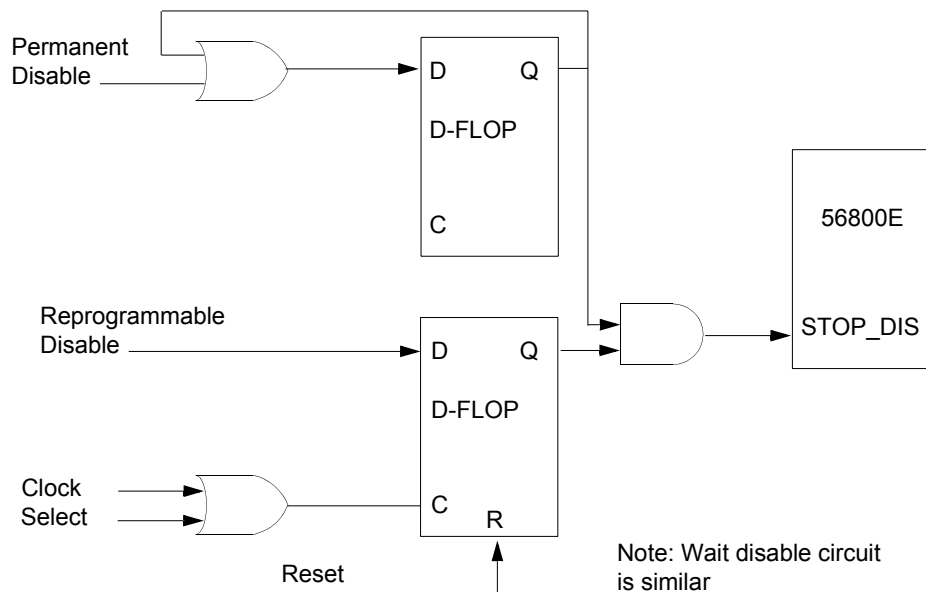 Permanent
Disable
D
Q
D-FLOP
C
56800E
STOP_DIS
Reprogrammable
Disable
D
Q
D-FLOP
C
R
Clock
Select
Reset
Note: Wait disable circuit
is similar